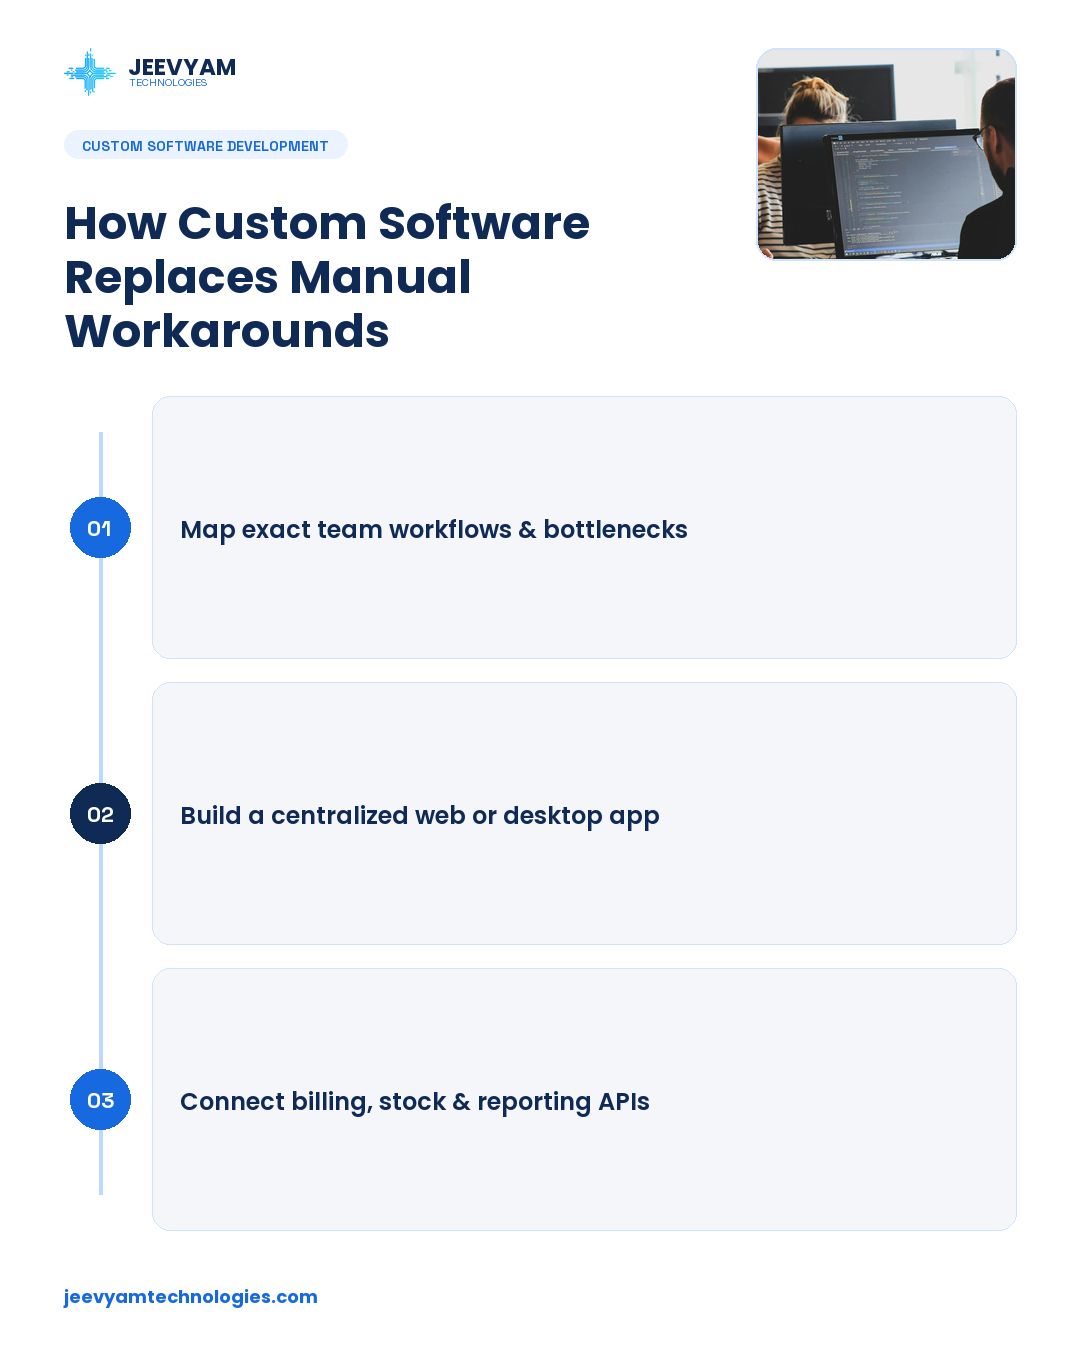 JEEVYAM
TECHNOLOGIES
CUSTOM SOFTWARE DEVELOPMENT
How Custom Software
Replaces Manual
Workarounds
01
Map exact team workflows & bottlenecks
02
Build a centralized web or desktop app
03
Connect billing, stock & reporting APIs
jeevyamtechnologies.com